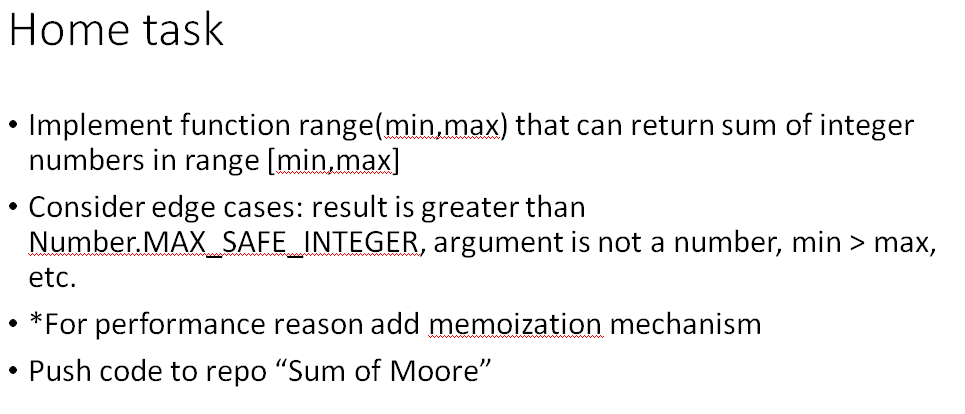 Home task
• Implement function range(min,max) that can return sum of integer
numbers in range [min,max]
• Consider edge cases: result is greater than
Number.MAX_SAFE_INTEGER, argument is not a number, min > max,
etc.
• *For performance reason add memoization mechanism
• Push code to repo “Sum of Moore”